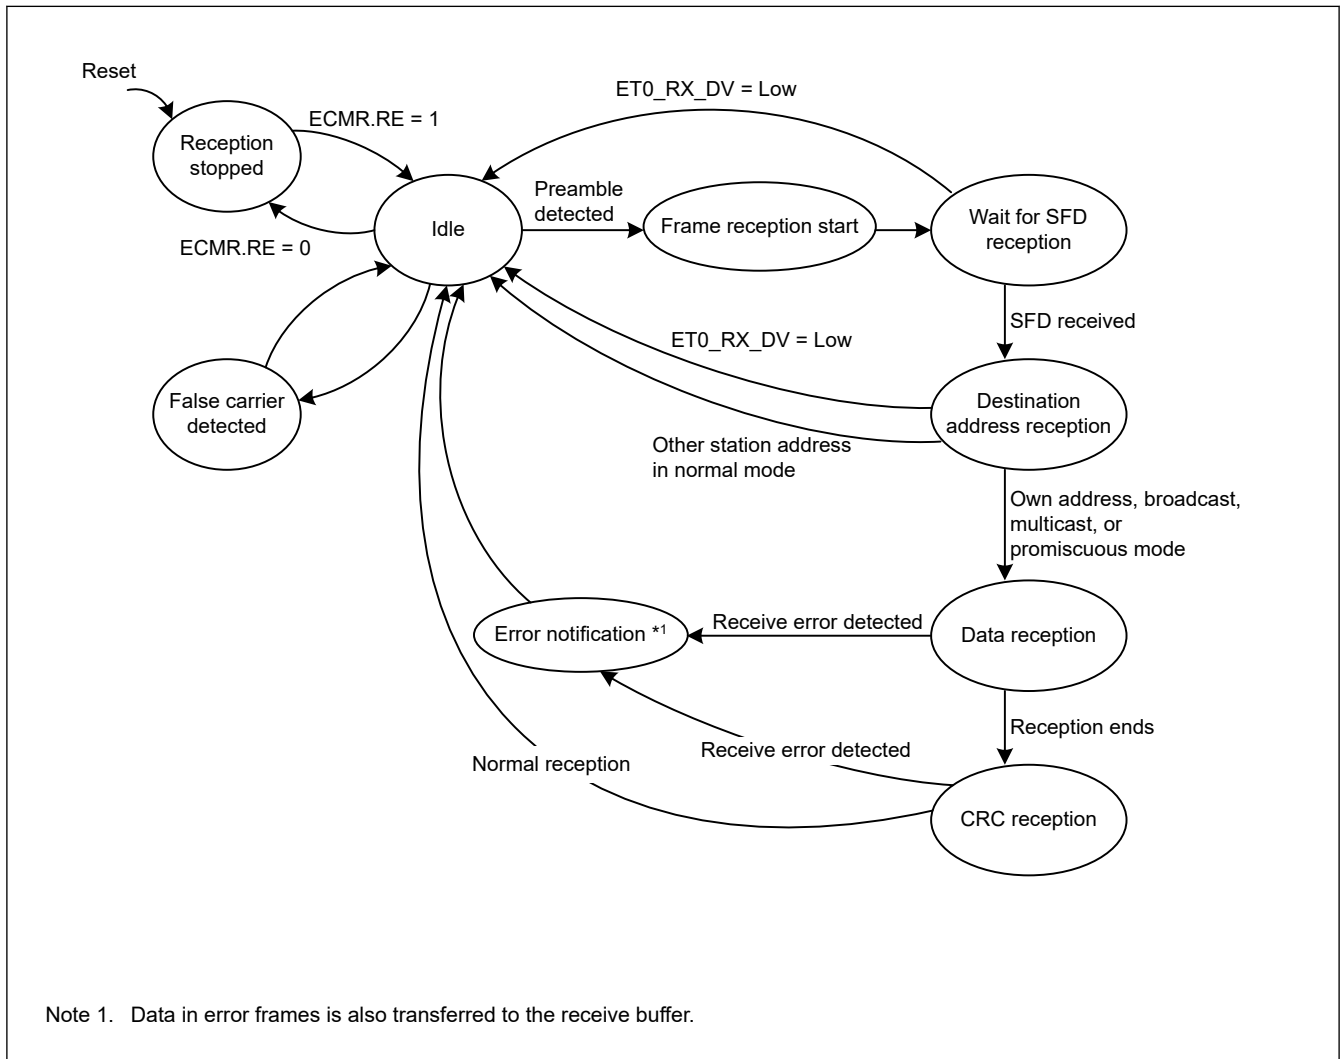 Reset
ET0_RX_DV = Low
ECMR.RE = 1
Reception
stopped
Preamble
detected
Idle
Frame reception start
Wait for SFD
reception
ECMR.RE = 0
SFD received
ET0_RX_DV = Low
False carrier
detected
Destination
address reception
Other station address
in normal mode
Own address, broadcast,
multicast, or
promiscuous mode
Error notification *1
Receive error detected
Data reception
Reception ends
Receive error detected
Normal reception
CRC reception
Note 1. Data in error frames is also transferred to the receive buffer.